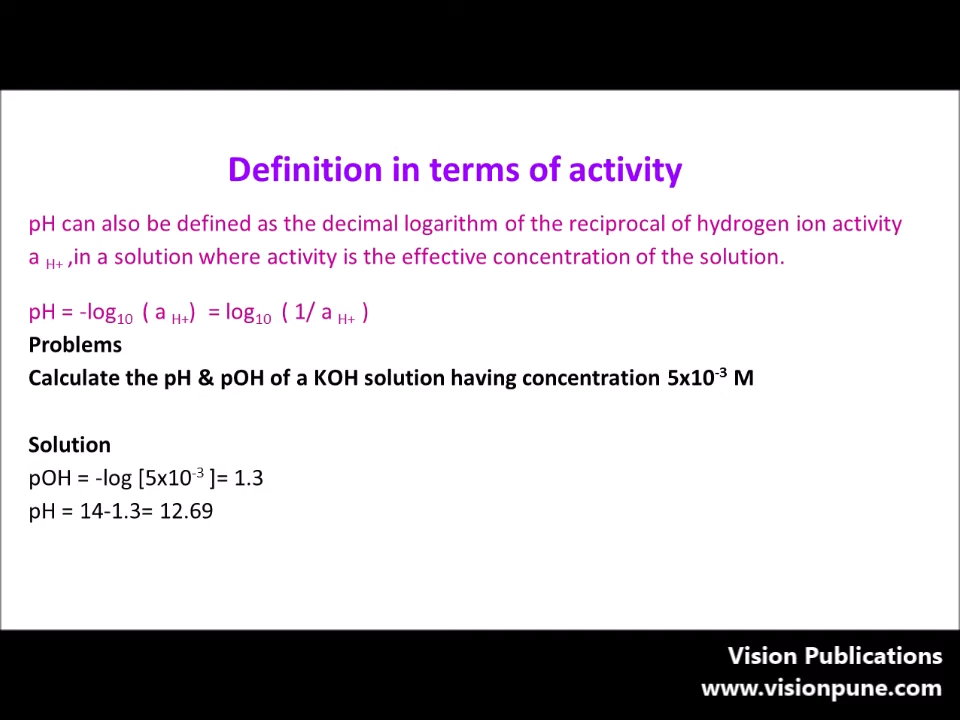 Definition in terms of activity
pH can also be defined as the decimal logarithm of the reciprocal of hydrogen ion activity
a H+ ,in a solution where activity is the effective concentration of the solution.
pH = -log10 ( a H+) = log10 ( 1/ a H+ )
Problems
Calculate the pH & pOH of a KOH solution having concentration 5x10-3 M
Solution
pOH = -log [5x10-3 ]= 1.3
pH = 14-1.3= 12.69
Vision Publications
www.visionpune.com